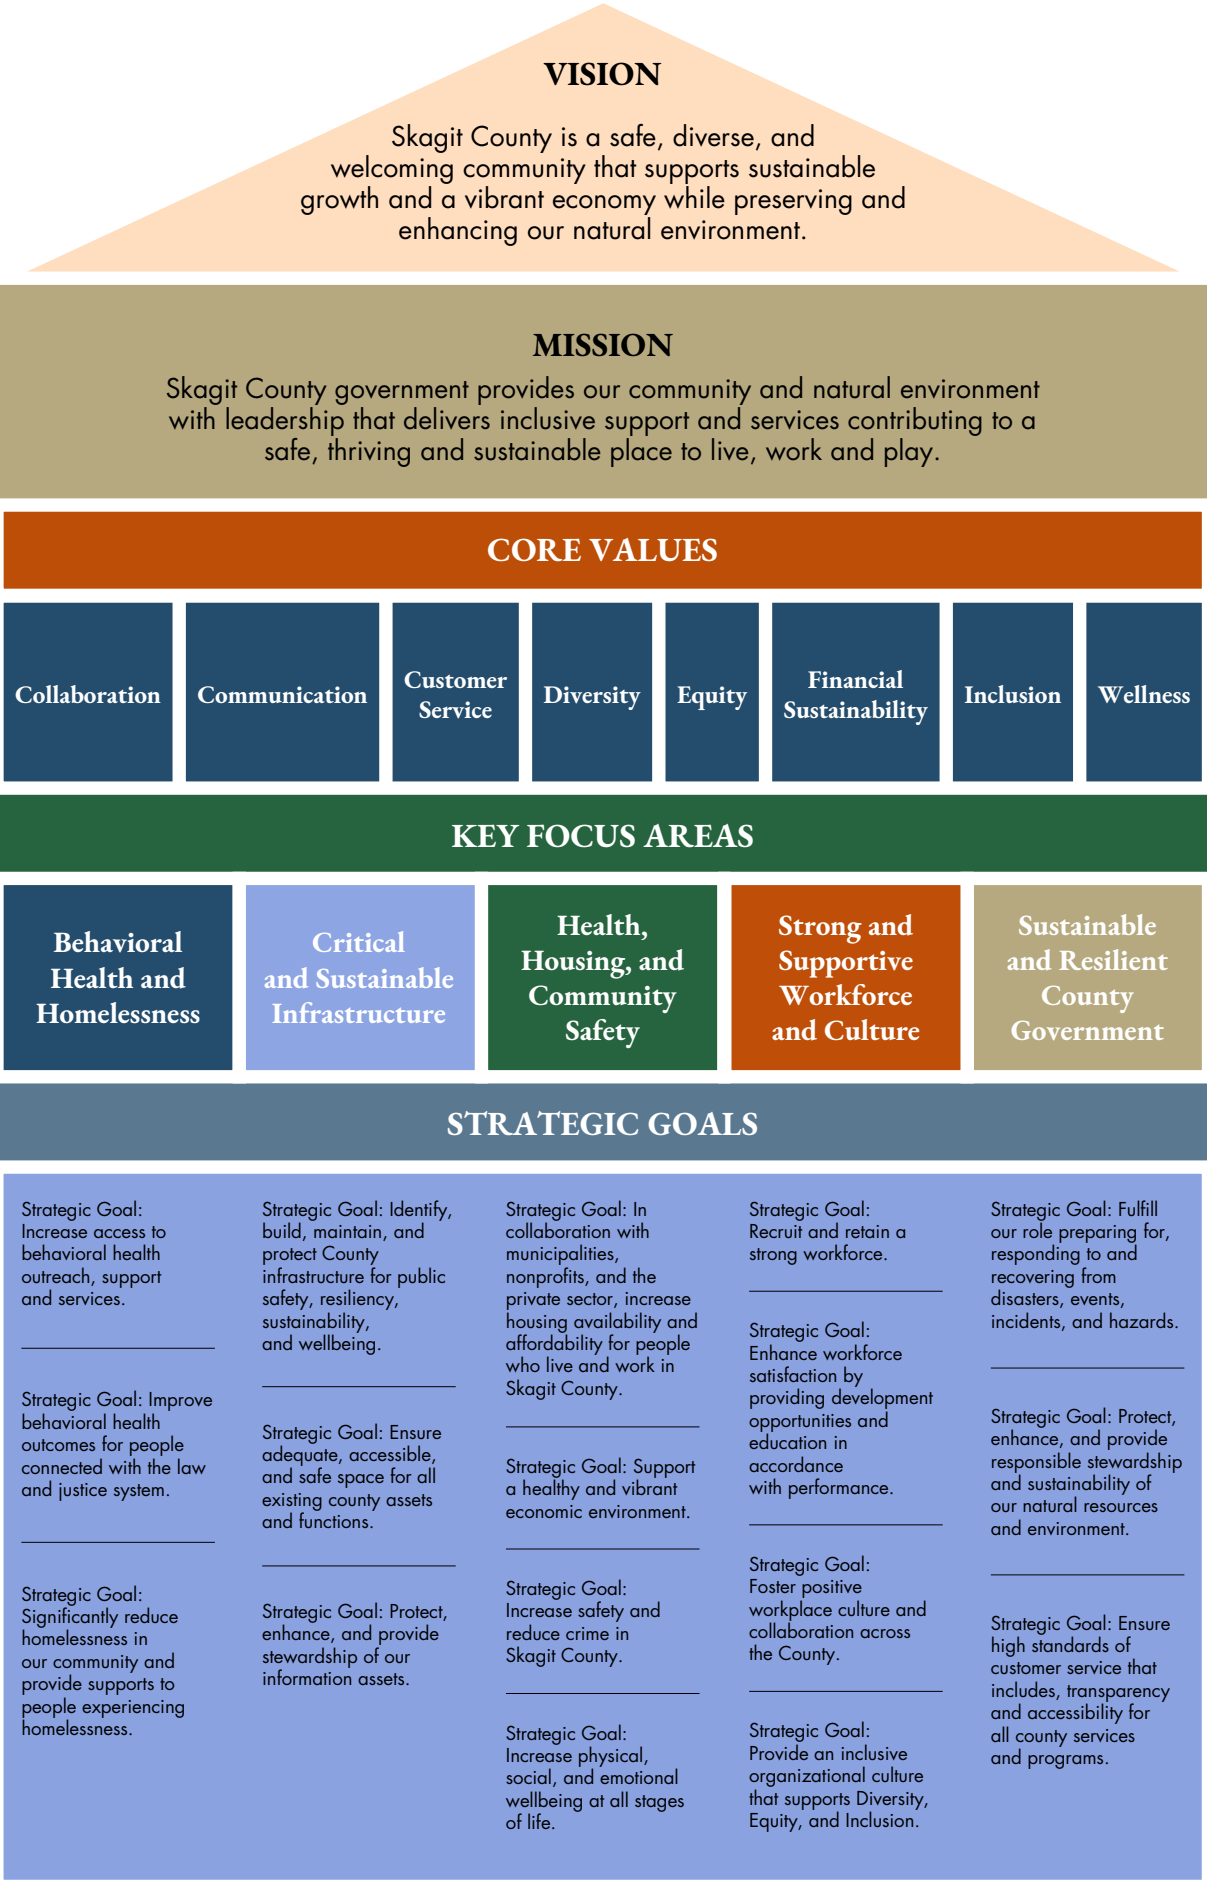 VISION
Skagit County is a safe, diverse, and
welcoming community that supports sustainable
growth and a vibrant economy while preserving and
enhancing our natural environment.
MISSION
Skagit County government provides our community and natural environment
with leadership that delivers inclusive support and services contributing to a
safe, thriving and sustainable place to live, work and play.
CORE VALUES
Collaboration
Communication
Customer
Service
Diversity
Equity
Financial
Sustainability
Inclusion
Wellness
KEY FOCUS AREAS
Behavioral
Health and
Homelessness
Critical
and Sustainable
Infrastructure
Health,
Housing, and
Community
Safety
Strong and
Supportive
Workforce
and Culture
Sustainable
and Resilient
County
Government
STRATEGIC GOALS
Strategic Goal:
Increase access to
behavioral health
outreach, support
and services.
Strategic Goal: Improve
behavioral health
outcomes for people
connected with the law
and justice system.
Strategic Goal:
Significantly reduce
homelessness in
our community and
provide supports to
people experiencing
homelessness.
Strategic Goal: Identify,
build, maintain, and
protect County
infrastructure for public
safety, resiliency,
sustainability,
and wellbeing.
Strategic Goal: Ensure
adequate, accessible,
and safe space for all
existing county assets
and functions.
Strategic Goal: Protect,
enhance, and provide
stewardship of our
information assets.
Strategic Goal: In
collaboration with
municipalities,
nonprofits, and the
private sector, increase
housing availability and
affordability for people
who live and work in
Skagit County.
Strategic Goal: Support
a healthy and vibrant
economic environment.
Strategic Goal:
Increase safety and
reduce crime in
Skagit County.
Strategic Goal:
Increase physical,
social, and emotional
wellbeing at all stages
of life.
Strategic Goal:
Recruit and retain a
strong workforce.
Strategic Goal:
Enhance workforce
satisfaction by
providing development
opportunities and
education in
accordance
with performance.
Strategic Goal:
Foster positive
workplace culture and
collaboration across
the County.
Strategic Goal:
Provide an inclusive
organizational culture
that supports Diversity,
Equity, and Inclusion.
Strategic Goal: Fulfill
our role preparing for,
responding to and
recovering from
disasters, events,
incidents, and hazards.
Strategic Goal: Protect,
enhance, and provide
responsible stewardship
and sustainability of
our natural resources
and environment.
Strategic Goal: Ensure
high standards of
customer service that
includes, transparency
and accessibility for
all county services
and programs.